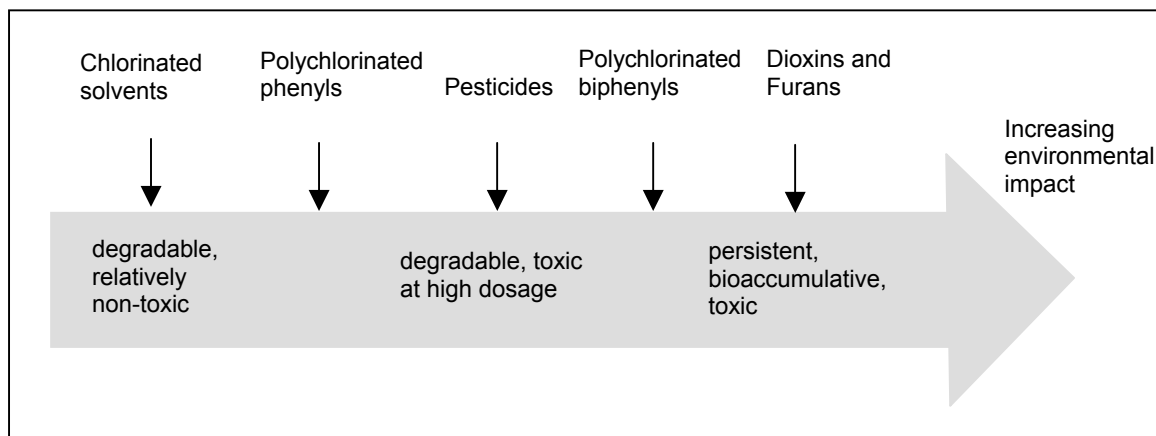 Chlorinated
solvents
Polychlorinated
phenyls
Pesticides
Polychlorinated
biphenyls
Dioxins and
Furans
Increasing
environmental
impact
degradable,
relatively
non-toxic
degradable, toxic
at high dosage
persistent,
bioaccumulative,
toxic